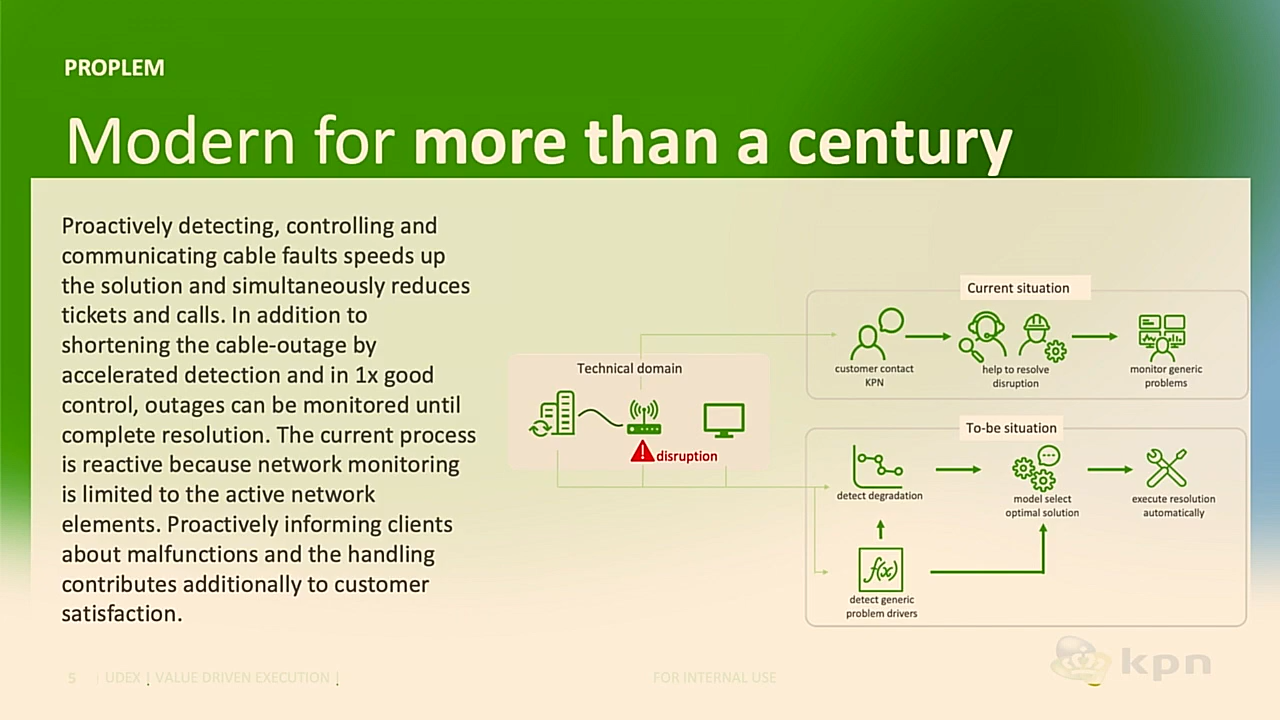 PROPLEM
Modern for more than a century
Proactively detecting, controlling and
communicating cable faults speeds up
the solution and simultaneously reduces
tickets and calls. In addition to
shortening the cable-outage by
accelerated detection and in 1x good
control, outages can be monitored until
complete resolution. The current process
is reactive because network monitoring
is limited to the active network
elements. Proactively informing clients
about malfunctions and the handling
contributes additionally to customer
satisfaction.
Technical domain
disruption
Current situation
customer contact
KPN
help to resolve
disruption
monitor generic
problems
To-be situation
detect degradation
model select
optimal solution
execute resolution
automatically
f(x)
detect generic
problem drivers
5 | UDEX | VALUE DRIVEN EXECUTION |
FOR INTERNAL USE
kpn